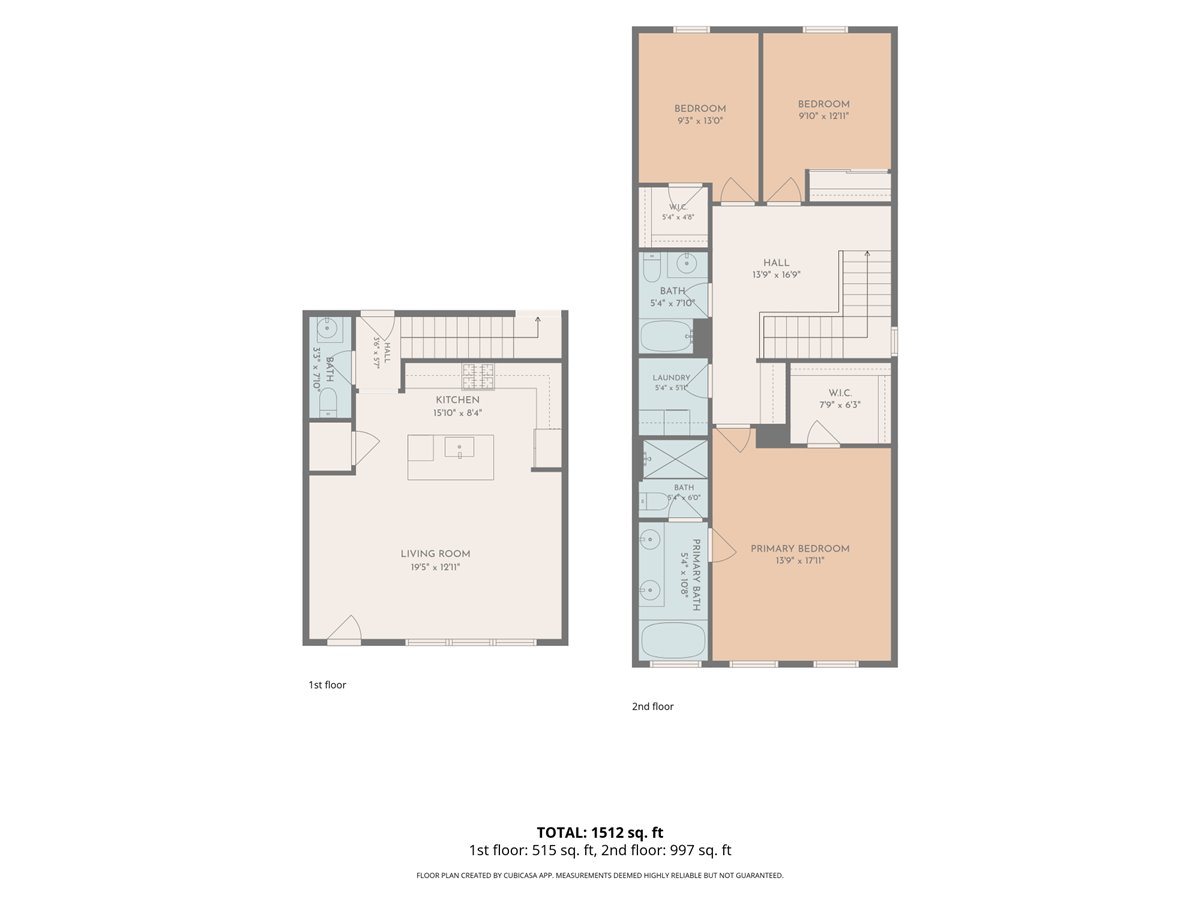 BEDROOM
9'3" x 13'0"
BEDROOM
9'10" x 12'11"
W.I.C.
5'4" x 4'8"
HALL
13'9" x 16'9"
BATH
5'4" x 7'10"
LAUNDRY
5'4" x 5'11"
W.I.C.
7'9" x 6'3"
BATH
5'4" x 6'0"
PRIMARY BATH
5'4" x 10'8"
PRIMARY BEDROOM
13'9" x 17'11"
2nd floor
BATH
3'3" x 7'10"
HALL
3'6" x 5'7"
KITCHEN
15'10" x 8'4"
LIVING ROOM
19'5" x 12'11"
1st floor
TOTAL: 1512 sq. ft
1st floor: 515 sq. ft, 2nd floor: 997 sq. ft
FLOOR PLAN CREATED BY CUBICASA APP. MEASUREMENTS DEEMED HIGHLY RELIABLE BUT NOT GUARANTEED.